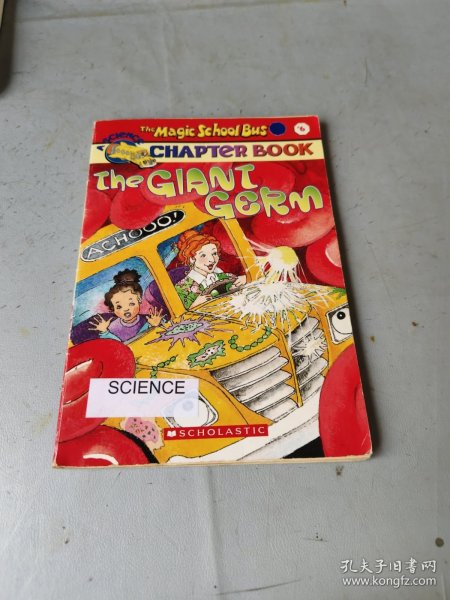 The Magic School Bus
#6
SCIENCE
CHAPTER BOOK
The GIANT
GERM
ACHOOO!
SCIENCE
SCHOLASTIC
孔夫子旧书网
www.kongfz.com